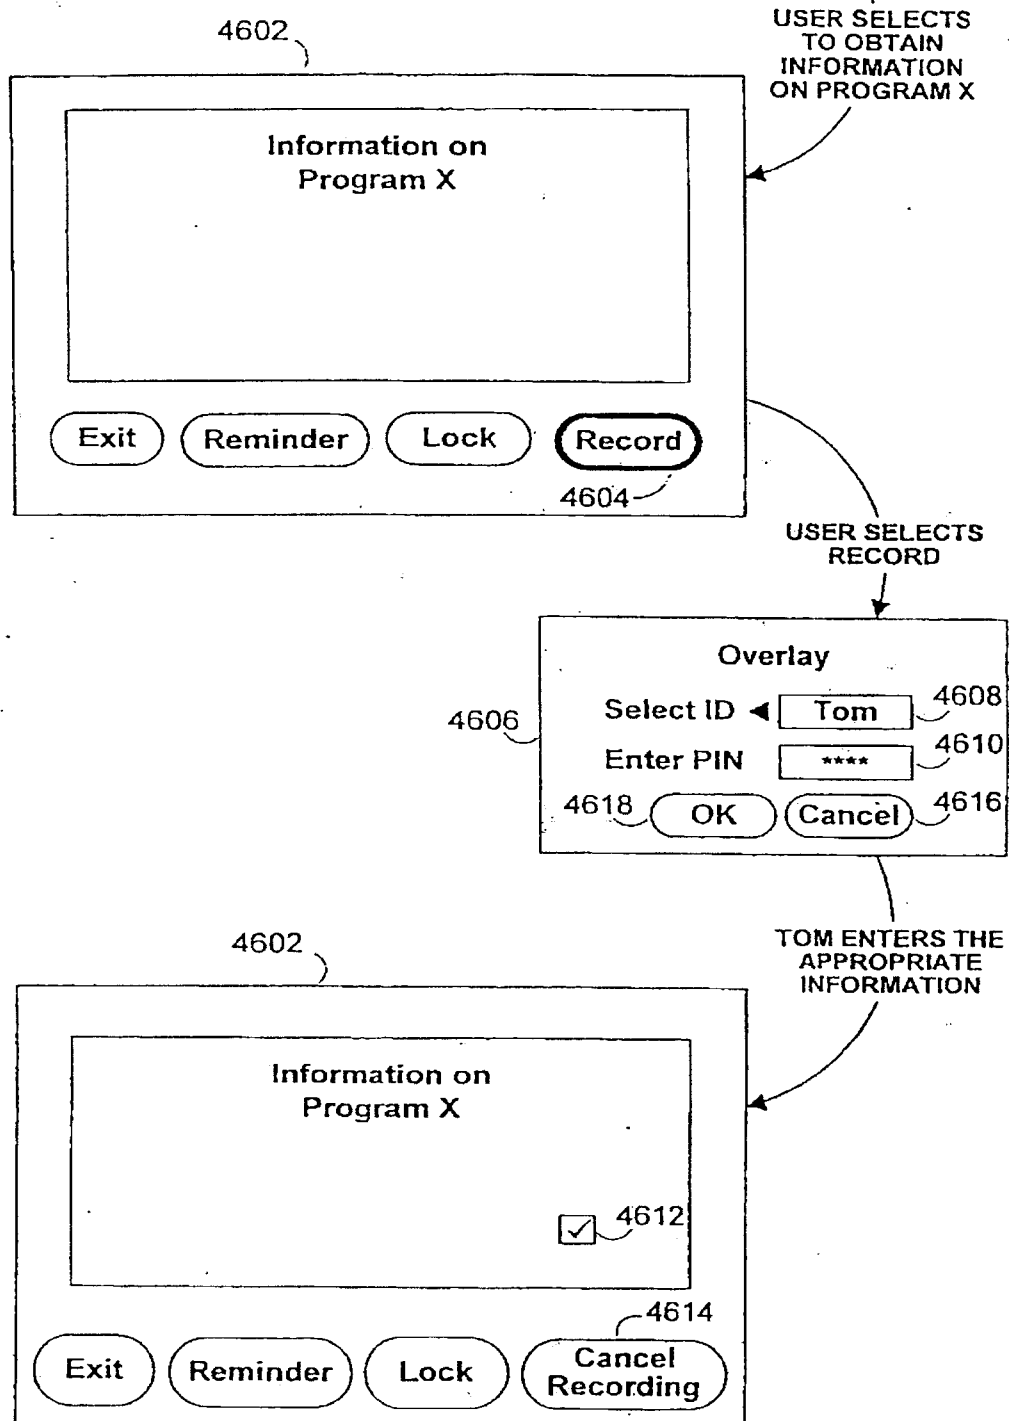 USER SELECTS
TO OBTAIN
INFORMATION
ON PROGRAM X
4602
Information on
Program X
Exit
Reminder
Lock
Record
4604
USER SELECTS
RECORD
Overlay
4606
Select ID
Tom
4608
Enter PIN
****
4610
4618
OK
Cancel
4616
TOM ENTERS THE
APPROPRIATE
INFORMATION
4602
Information on
Program X
4612
4614
Exit
Reminder
Lock
Cancel
Recording